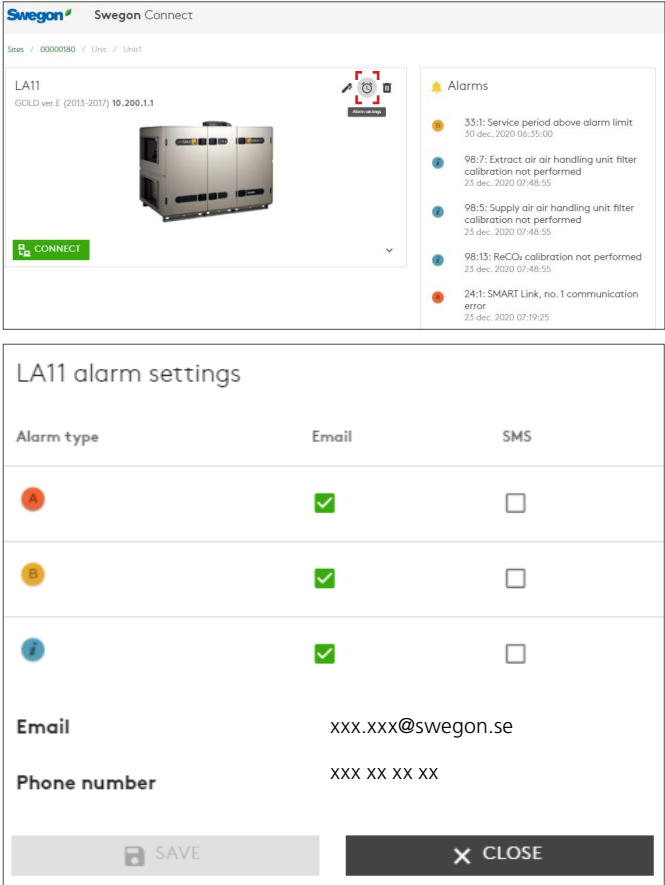 Swegon Swegon Connect
Sites / 00000180 / Univ / Unit1
LA11
GOLD ver.E (2013-2017) 10.200.1.1
Alarm settings
CONNECT
Alarms
B 33:1: Service period above alarm limit
30 dec. 2020 06:35:00
i 98:7: Extract air air handling unit filter
calibration not performed
23 dec. 2020 07:48:55
i 98:5: Supply air air handling unit filter
calibration not performed
23 dec. 2020 07:48:55
i 98:13: ReCO₂ calibration not performed
23 dec. 2020 07:48:55
A 24:1: SMART Link, no. 1 communication
error
23 dec. 2020 07:19:25
LA11 alarm settings
Alarm type Email SMS
A
B
i
Email xxx.xxx@swegon.se
Phone number xxx xx xx xx
SAVE CLOSE